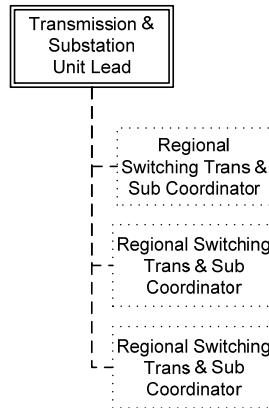 Transmission &
Substation
Unit Lead
Regional
Switching Trans &
Sub Coordinator
Regional Switching
Trans & Sub
Coordinator
Regional Switching
Trans & Sub
Coordinator